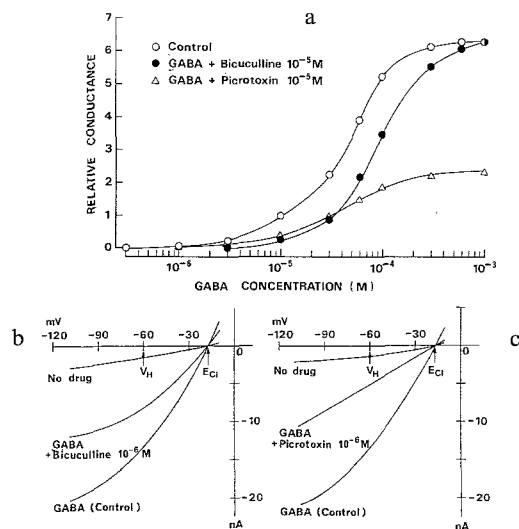 a
Control
GABA + Bicuculline 10⁻⁵M
GABA + Picrotoxin 10⁻⁵M
RELATIVE CONDUCTANCE
7
6
5
4
3
2
1
0
10⁻⁶ 10⁻⁵ 10⁻⁴ 10⁻³
GABA CONCENTRATION (M)
b
mV
-120 -90 -60 -30
0
No drug
V_H
E_Cl
-10
GABA
+Bicuculline 10⁻⁶M
-20
GABA (Control)
nA
c
mV
-120 -90 -60 -30
0
No drug
V_H
E_Cl
-10
GABA
+Picrotoxin 10⁻⁶M
-20
GABA (Control)
nA